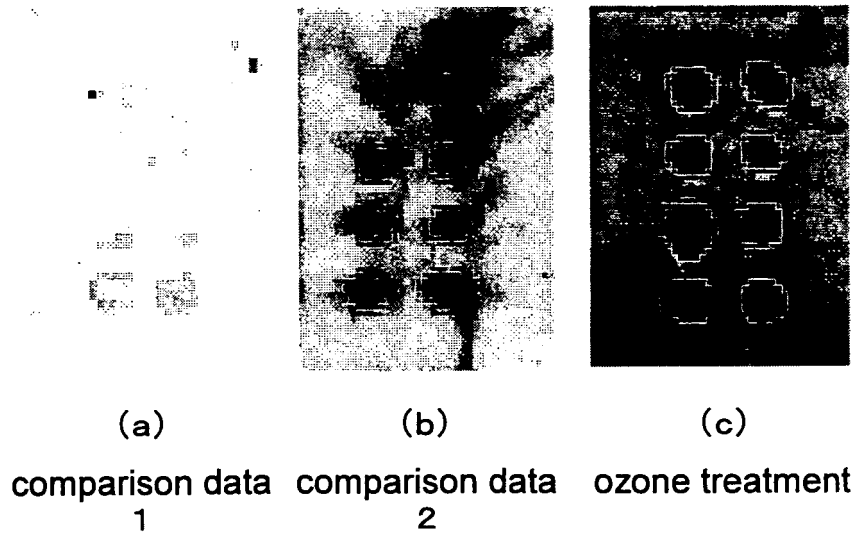 (a) (b) (c)
comparison data comparison data ozone treatment
1 2